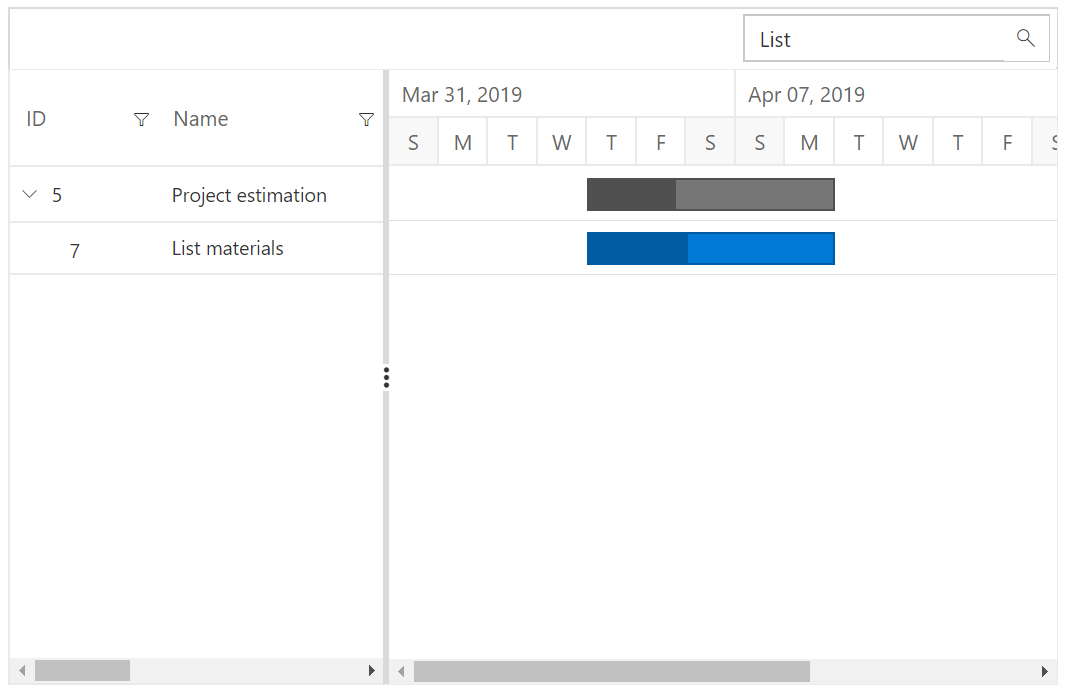 List
ID Name
Mar 31, 2019 Apr 07, 2019
S M T W T F S S M T W T F S
5 Project estimation
7 List materials